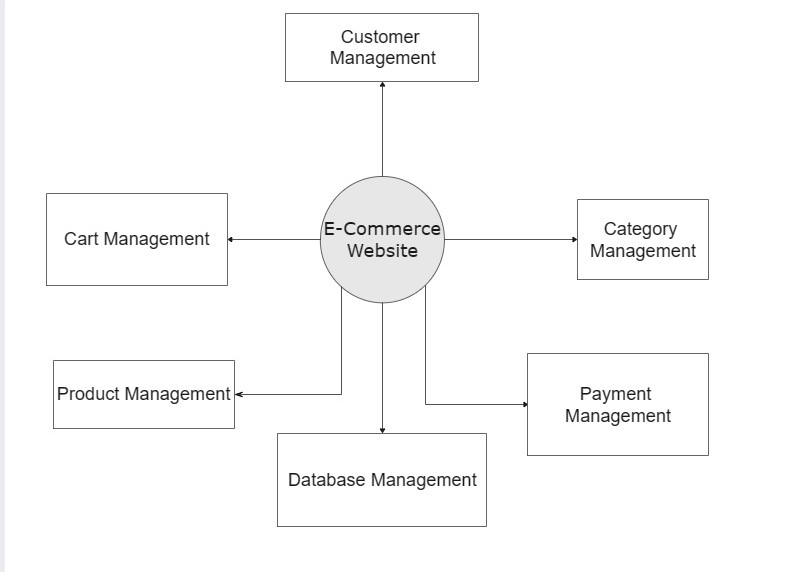 Customer
Management
Cart Management
E-Commerce
Website
Category
Management
Product Management
Payment
Management
Database Management